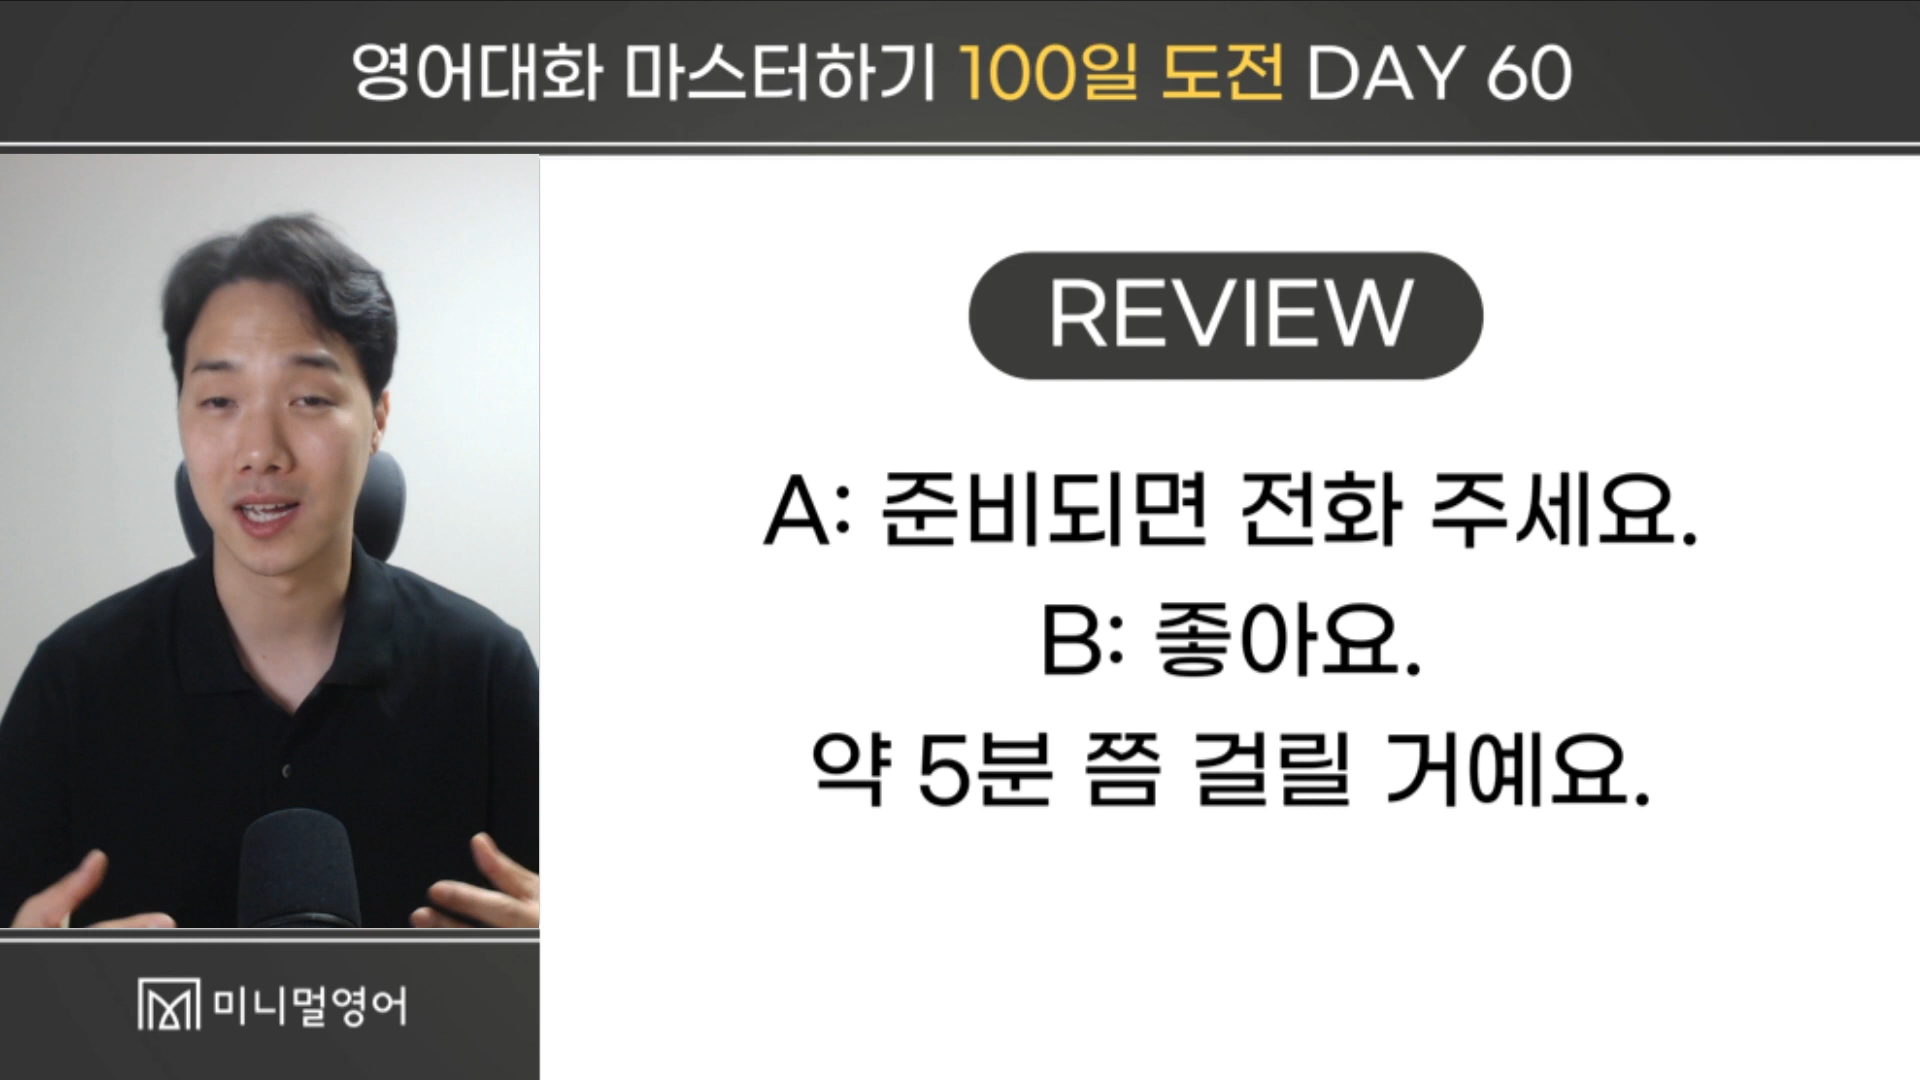 영어대화 마스터하기 100일 도전 DAY 60
REVIEW
A: 준비되면 전화 주세요.
B: 좋아요.
약 5분 쯤 걸릴 거예요.
미니멀영어